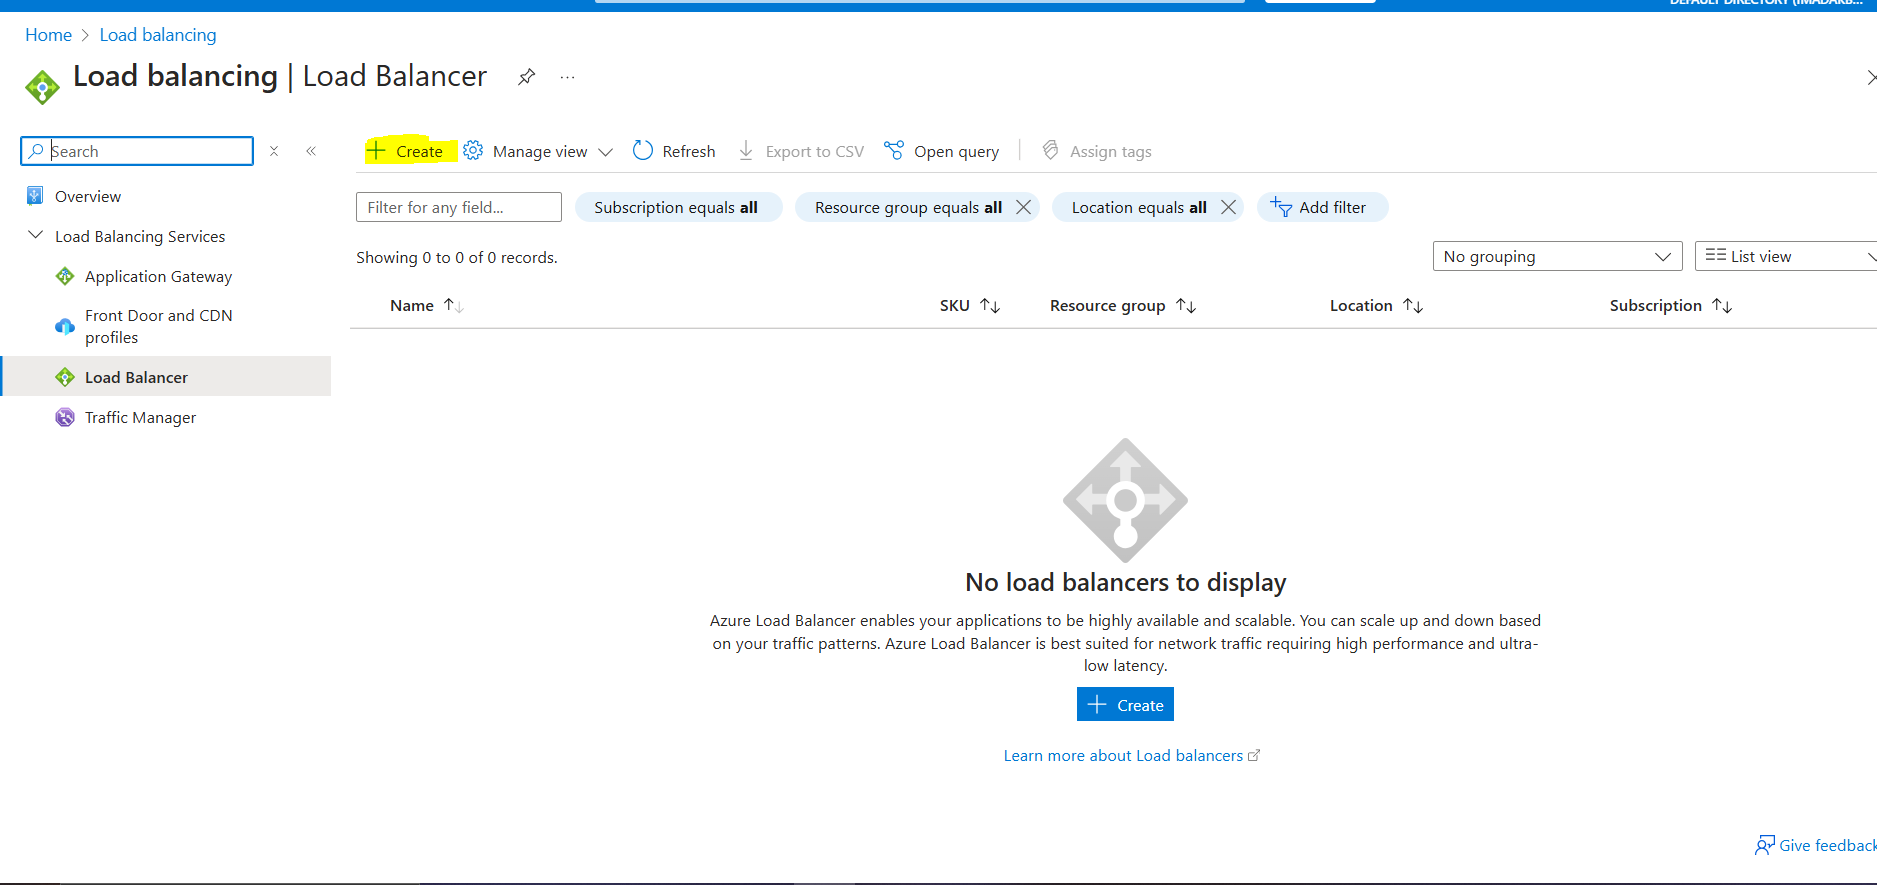 Home > Load balancing
Load balancing | Load Balancer
Search
Create
Manage view
Refresh
Export to CSV
Open query
Assign tags
Overview
Load Balancing Services
Application Gateway
Front Door and CDN
profiles
Load Balancer
Traffic Manager
Filter for any field...
Subscription equals all
Resource group equals all
Location equals all
Add filter
Showing 0 to 0 of 0 records.
No grouping
List view
Name
SKU
Resource group
Location
Subscription
No load balancers to display
Azure Load Balancer enables your applications to be highly available and scalable. You can scale up and down based
on your traffic patterns. Azure Load Balancer is best suited for network traffic requiring high performance and ultra-
low latency.
Create
Learn more about Load balancers
Give feedback